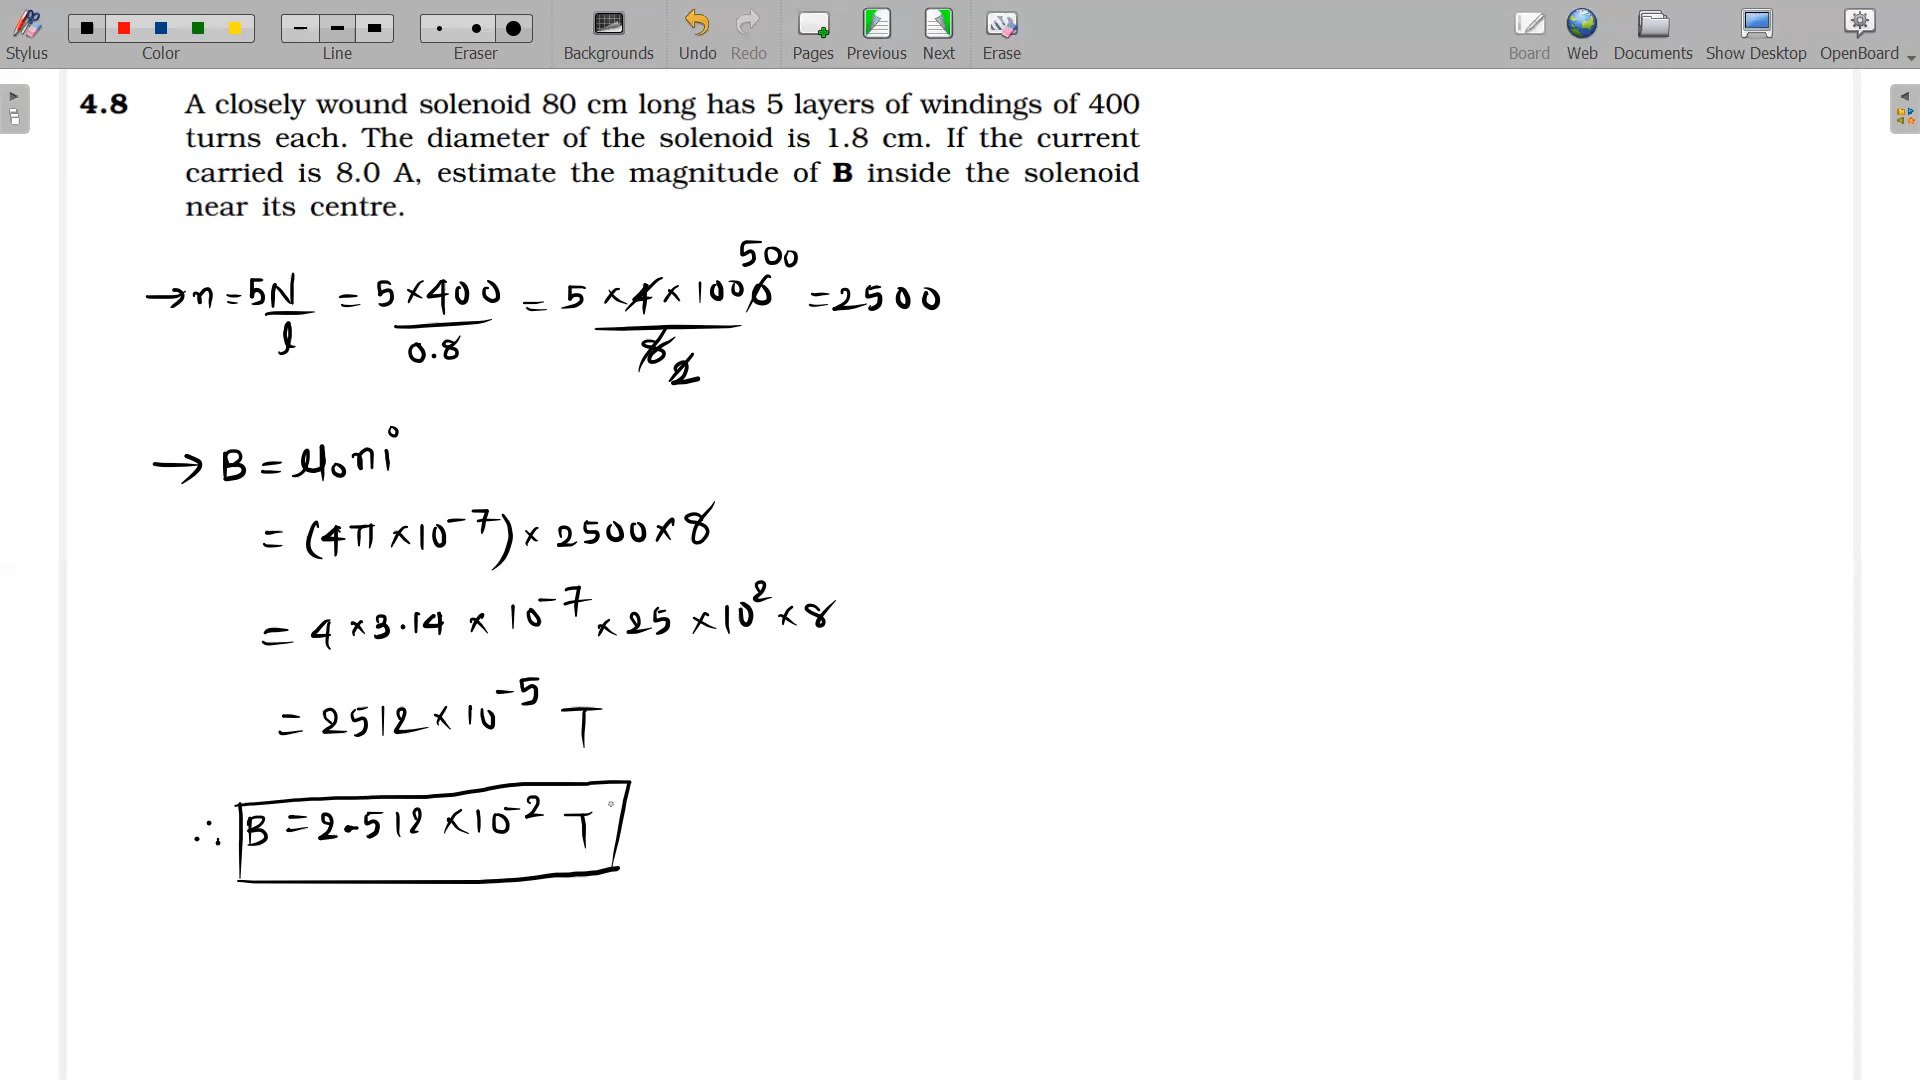 Stylus Color Line Eraser Backgrounds Undo Redo Pages Previous Next Erase Board Web Documents Show Desktop OpenBoard
4.8 A closely wound solenoid 80 cm long has 5 layers of windings of 400
turns each. The diameter of the solenoid is 1.8 cm. If the current
carried is 8.0 A, estimate the magnitude of B inside the solenoid
near its centre.
→ n = 5N/l = 5 × 400/0.8 = 5 × 4 × 1000/8 2 500 = 2500
→ B = μ₀ni
= (4π × 10⁻⁷) × 2500 × 8
= 4 × 3.14 × 10⁻⁷ × 25 × 10² × 8
= 2512 × 10⁻⁵ T
∴ B = 2.512 × 10⁻² T